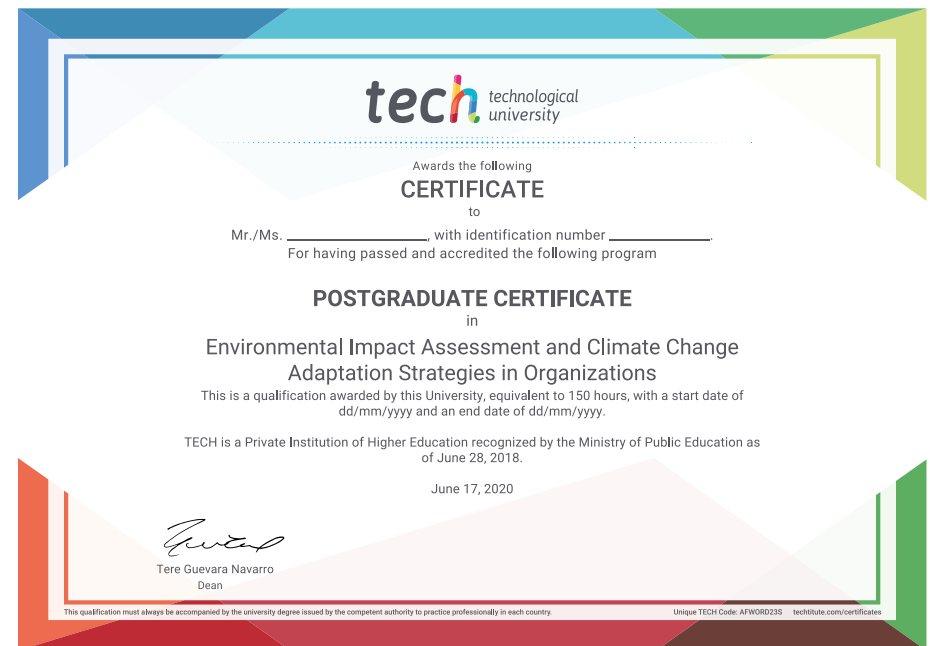 tech technological
university
Awards the following
CERTIFICATE
to
Mr./Ms. ____________, with identification number ____________.
For having passed and accredited the following program
POSTGRADUATE CERTIFICATE
in
Environmental Impact Assessment and Climate Change
Adaptation Strategies in Organizations
This is a qualification awarded by this University, equivalent to 150 hours, with a start date of
dd/mm/yyyy and an end date of dd/mm/yyyy.
TECH is a Private Institution of Higher Education recognized by the Ministry of Public Education as
of June 28, 2018.
June 17, 2020
Tere Guevara Navarro
Dean
This qualification must always be accompanied by the university degree issued by the competent authority to practice professionally in each country. Unique TECH Code: AFWORD23S techtitute.com/certificates